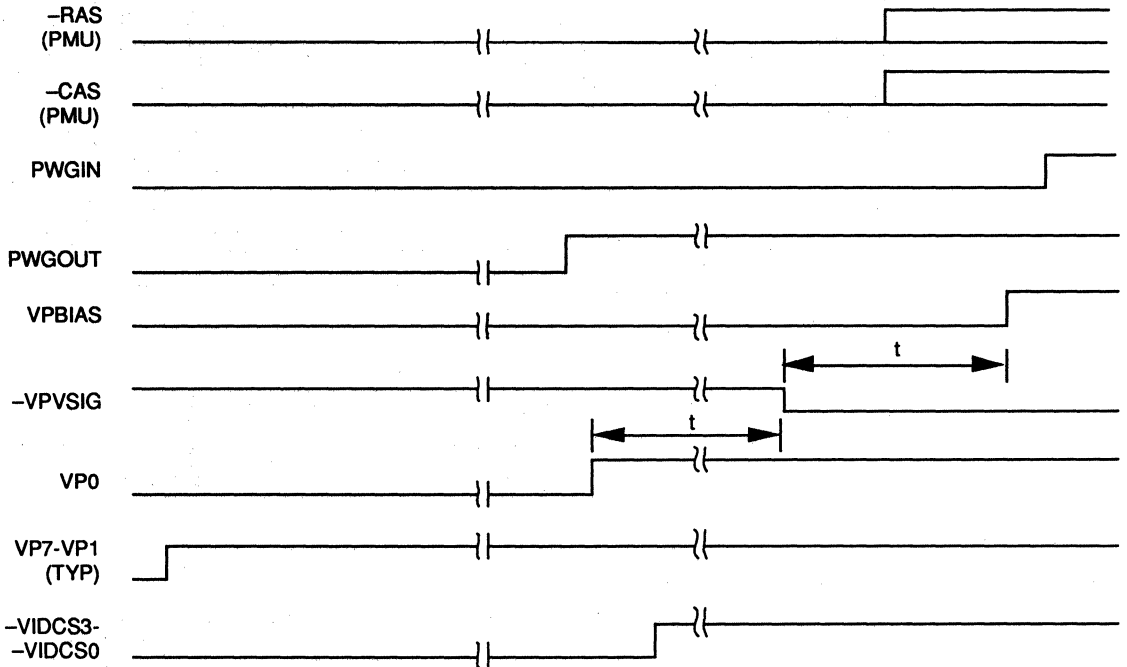 –RAS
(PMU)
–CAS
(PMU)
PWGIN
PWGOUT
VPBIAS
t
–VPVSIG
t
VP0
VP7-VP1
(TYP)
–VIDCS3-
-VIDCS0